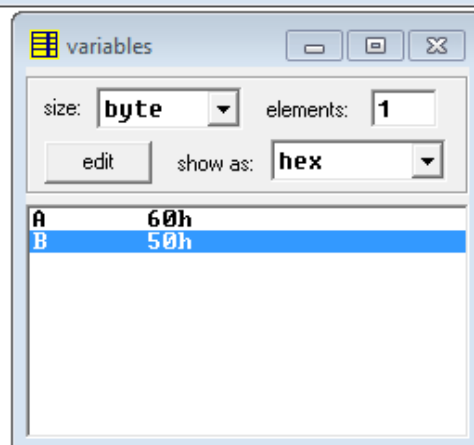 variables
size: byte elements: 1
edit show as: hex
A 60h
B 50h